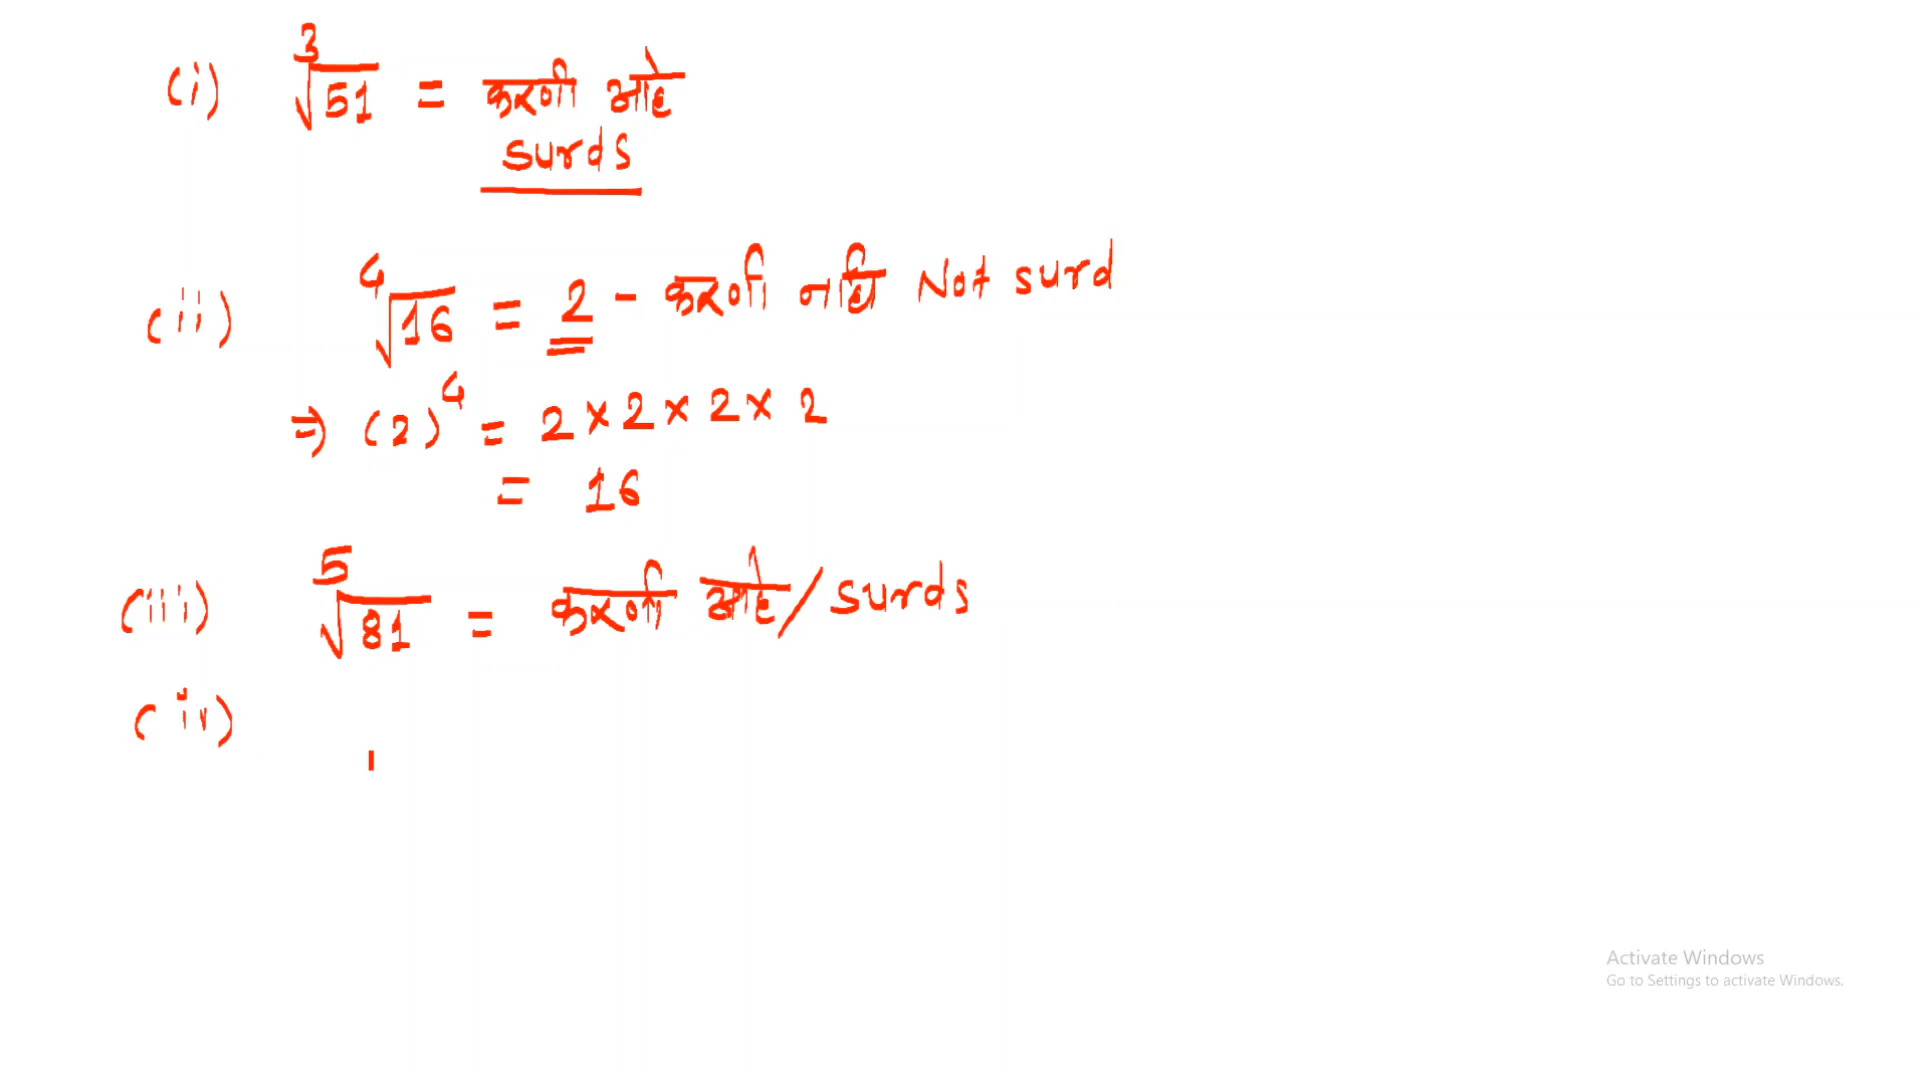 (i) ∛51 = करणी आहे
surds
(ii) ∜16 = 2 - करणी नाही Not surd
⇒ (2)⁴ = 2 × 2 × 2 × 2
= 16
(iii) ⁵√81 = करणी आहे/surds
(iv)
Activate Windows
Go to Settings to activate Windows.